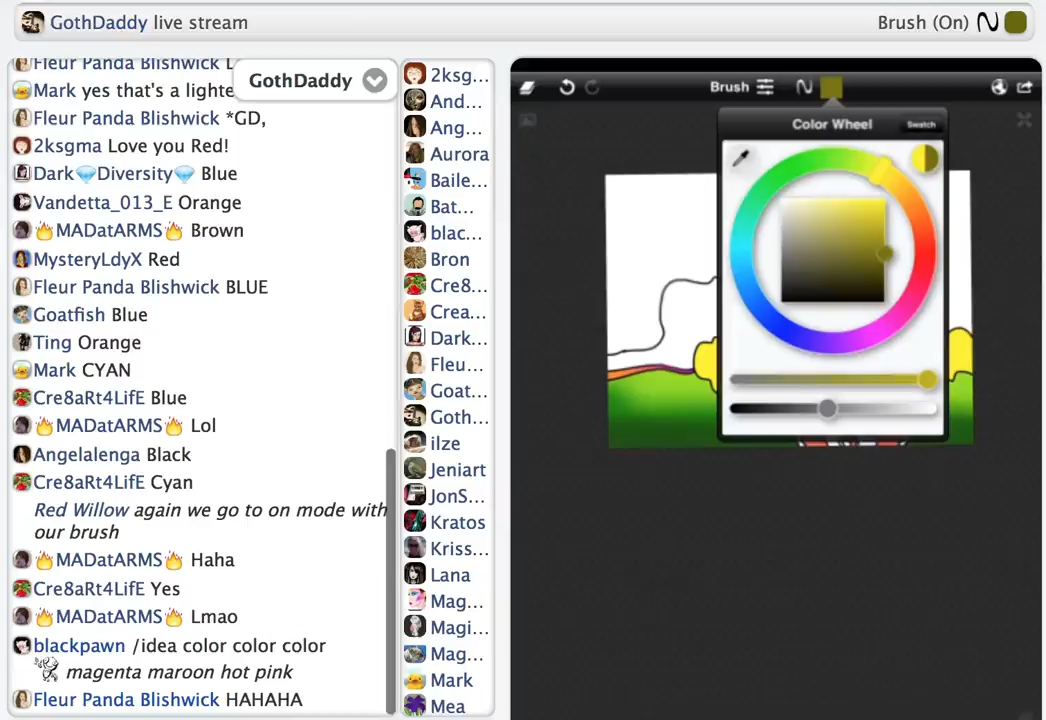 GothDaddy live stream
Brush (On)
Fleur Panda Blishwick
Mark yes that's a lighte
Fleur Panda Blishwick *GD,
2ksgma Love you Red!
Dark💎Diversity💎 Blue
Vandetta_013_E Orange
🔥MADatARMS🔥 Brown
MysteryLdyX Red
Fleur Panda Blishwick BLUE
Goatfish Blue
Ting Orange
Mark CYAN
Cre8aRt4LifE Blue
🔥MADatARMS🔥 Lol
Angelalenga Black
Cre8aRt4LifE Cyan
Red Willow again we go to on mode with
our brush
🔥MADatARMS🔥 Haha
Cre8aRt4LifE Yes
🔥MADatARMS🔥 Lmao
blackpawn /idea color color color
magenta maroon hot pink
Fleur Panda Blishwick HAHAHA
GothDaddy
2ksg...
And...
Ang...
Aurora
Baile...
Bat...
blac...
Bron
Cre8...
Crea...
Dark...
Fleu...
Goat...
Goth...
ilze
Jeniart
JonS...
Kratos
Kriss...
Lana
Mag...
Magi...
Mag...
Mark
Mea
Brush
Color Wheel
Swatch